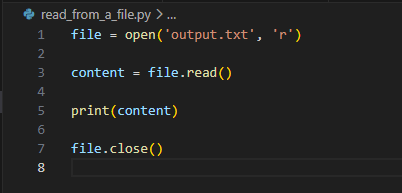 read_from_a_file.py > ...
1 file = open('output.txt', 'r')
2
3 content = file.read()
4
5 print(content)
6
7 file.close()
8